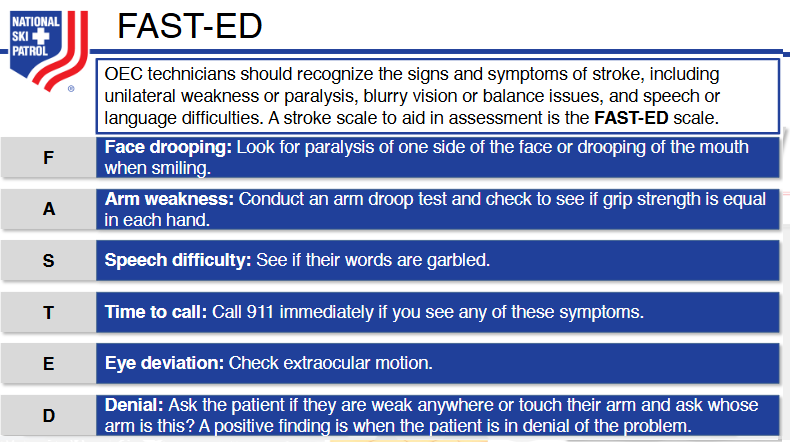 NATIONAL
SKI
PATROL
®
FAST-ED
OEC technicians should recognize the signs and symptoms of stroke, including
unilateral weakness or paralysis, blurry vision or balance issues, and speech or
language difficulties. A stroke scale to aid in assessment is the FAST-ED scale.
F
Face drooping: Look for paralysis of one side of the face or drooping of the mouth
when smiling.
A
Arm weakness: Conduct an arm droop test and check to see if grip strength is equal
in each hand.
S
Speech difficulty: See if their words are garbled.
T
Time to call: Call 911 immediately if you see any of these symptoms.
E
Eye deviation: Check extraocular motion.
D
Denial: Ask the patient if they are weak anywhere or touch their arm and ask whose
arm is this? A positive finding is when the patient is in denial of the problem.